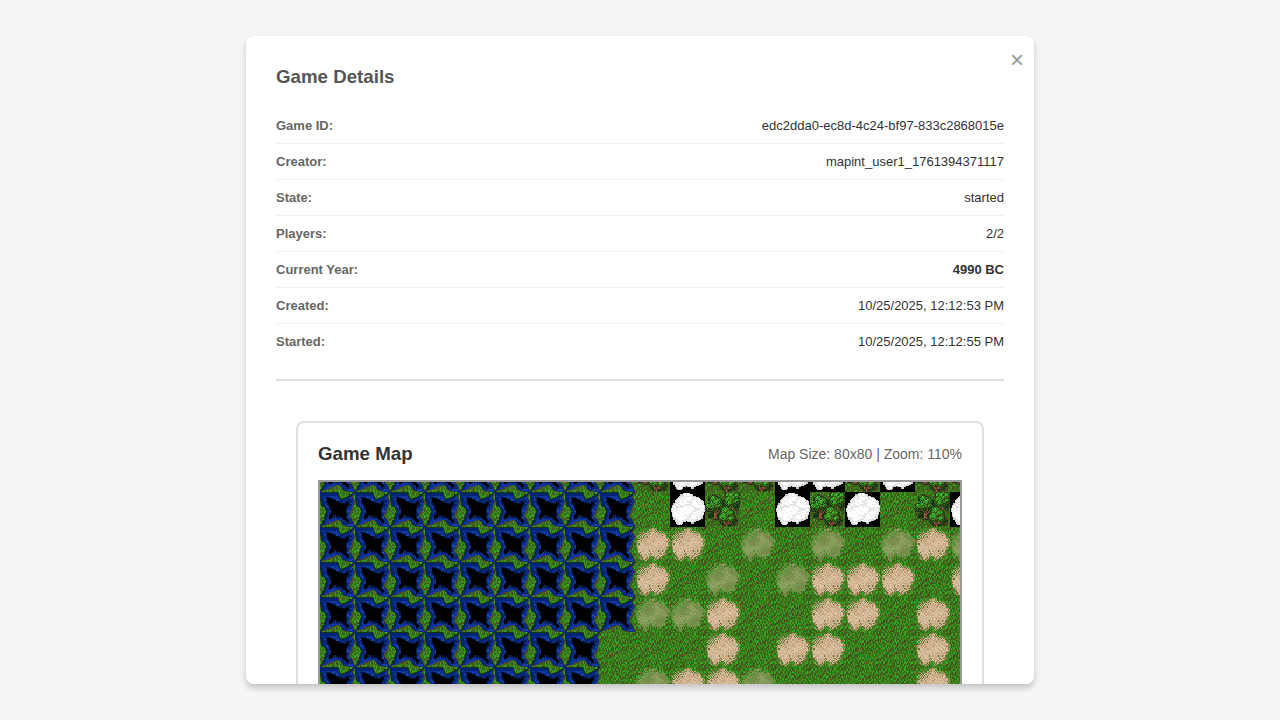 Game Details
×
Game ID: edc2dda0-ec8d-4c24-bf97-833c2868015e
Creator: mapint_user1_1761394371117
State: started
Players: 2/2
Current Year: 4990 BC
Created: 10/25/2025, 12:12:53 PM
Started: 10/25/2025, 12:12:55 PM
Game Map
Map Size: 80x80 | Zoom: 110%